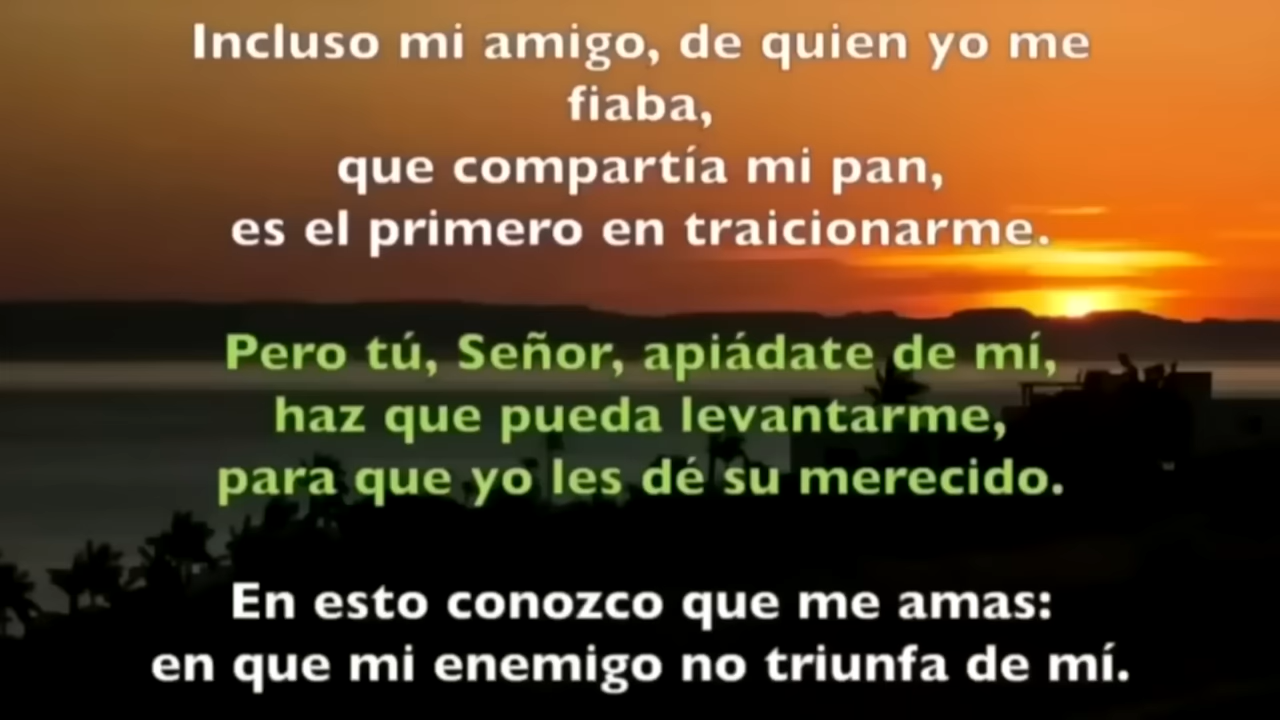 Incluso mi amigo, de quien yo me
fiaba,
que compartía mi pan,
es el primero en traicionarme.
Pero tú, Señor, apiádate de mí,
haz que pueda levantarme,
para que yo les dé su merecido.
En esto conozco que me amas:
en que mi enemigo no triunfa de mí.